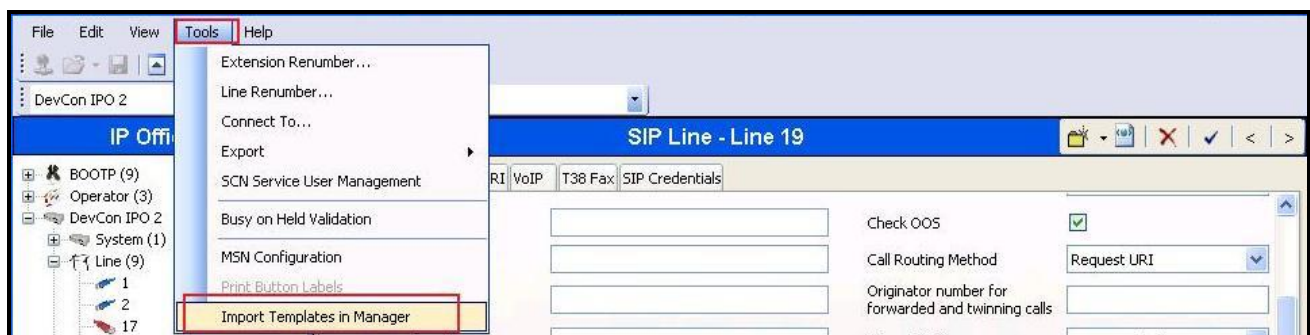 File Edit View Tools Help
Extension Renumber...
Line Renumber...
Connect To...
Export
SCN Service User Management
Busy on Held Validation
MSN Configuration
Print Button Labels
Import Templates in Manager
DevCon IPO 2
IP Offi
SIP Line - Line 19
BOOTP (9)
Operator (3)
DevCon IPO 2
System (1)
Line (9)
1
2
17
RI VoIP T38 Fax SIP Credentials
Check OOS
Call Routing Method Request URI
Originator number for
forwarded and twinning calls